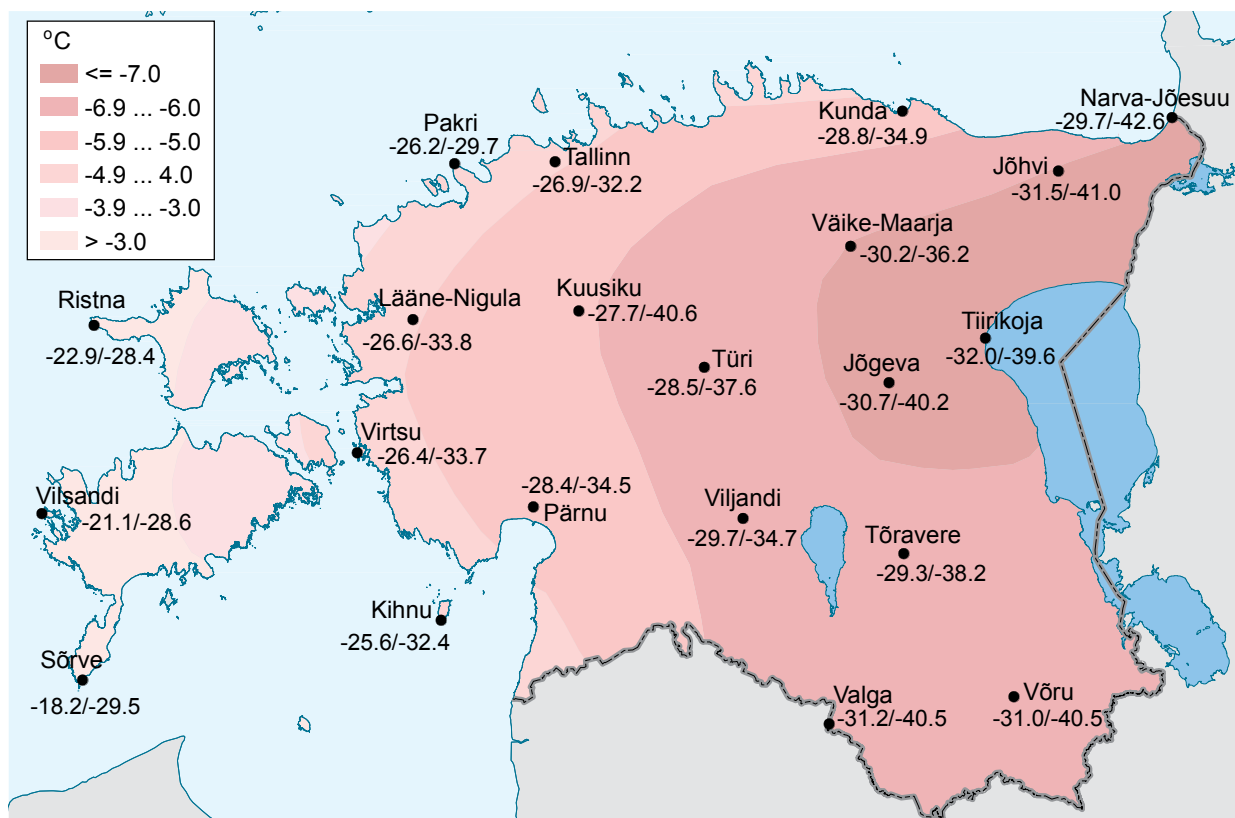 °C
<= -7.0
-6.9 ... -6.0
-5.9 ... -5.0
-4.9 ... 4.0
-3.9 ... -3.0
> -3.0
Pakri
-26.2/-29.7
Tallinn
-26.9/-32.2
Kunda
-28.8/-34.9
Narva-Jõesuu
-29.7/-42.6
Jõhvi
-31.5/-41.0
Väike-Maarja
-30.2/-36.2
Ristna
-22.9/-28.4
Lääne-Nigula
-26.6/-33.8
Kuusiku
-27.7/-40.6
Türi
-28.5/-37.6
Tiirikoja
-32.0/-39.6
Jõgeva
-30.7/-40.2
Virtsu
-26.4/-33.7
Vilsandi
-21.1/-28.6
-28.4/-34.5
Pärnu
Viljandi
-29.7/-34.7
Tõravere
-29.3/-38.2
Kihnu
-25.6/-32.4
Sõrve
-18.2/-29.5
Valga
-31.2/-40.5
Võru
-31.0/-40.5